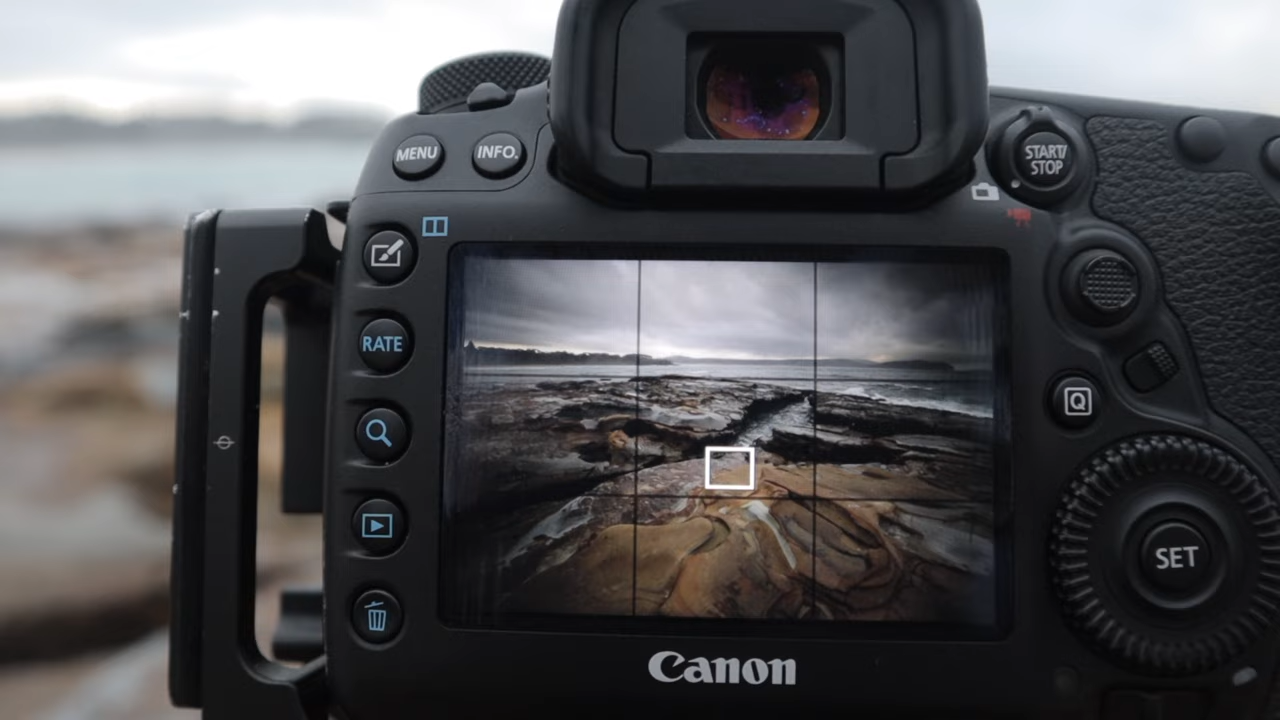 MENU
INFO.
START/
STOP
RATE
Q
SET
Canon